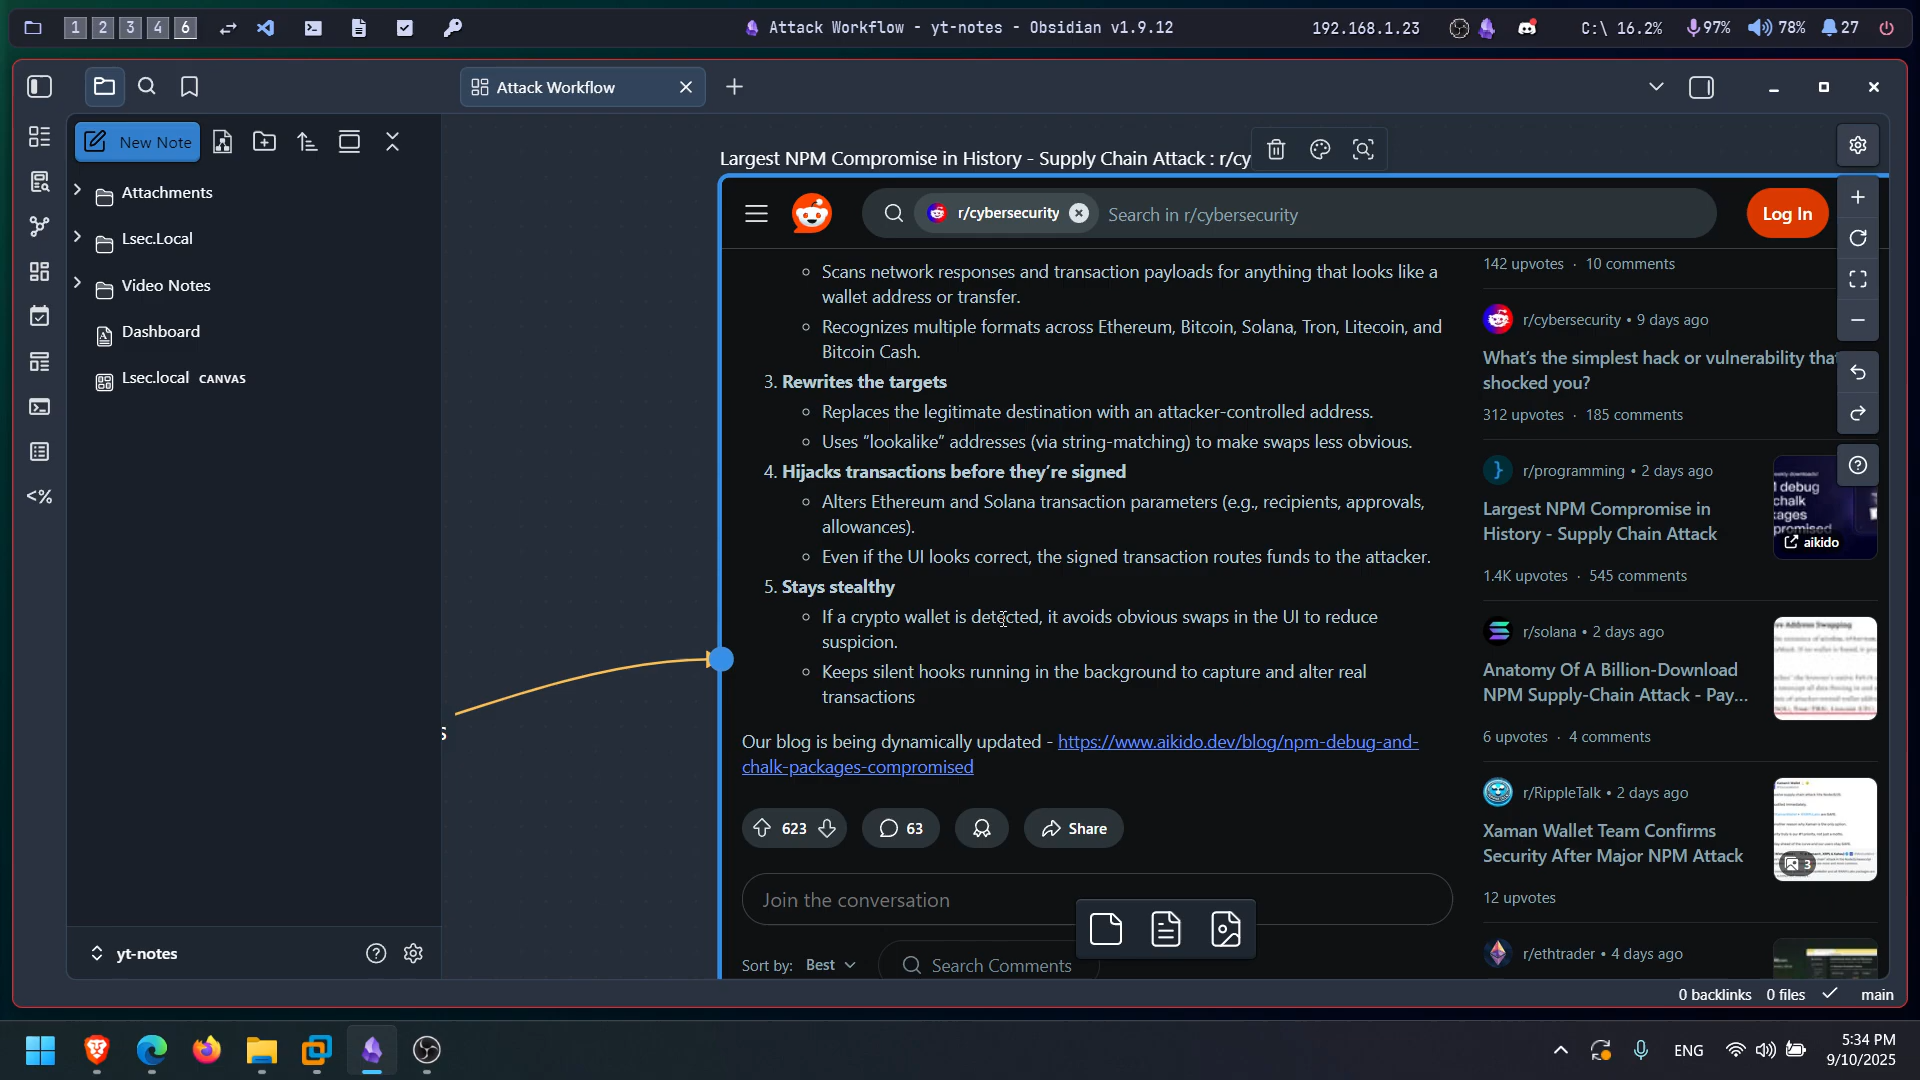 1 2 3 4 6
Attack Workflow - yt-notes - Obsidian v1.9.12
192.168.1.23
C:\ 16.2%
97%
78%
27
Attack Workflow
New Note
Attachments
Lsec.Local
Video Notes
Dashboard
Lsec.local CANVAS
yt-notes
Largest NPM Compromise in History - Supply Chain Attack : r/cy
r/cybersecurity
Search in r/cybersecurity
Log In
Scans network responses and transaction payloads for anything that looks like a
wallet address or transfer.
Recognizes multiple formats across Ethereum, Bitcoin, Solana, Tron, Litecoin, and
Bitcoin Cash.
3. Rewrites the targets
Replaces the legitimate destination with an attacker-controlled address.
Uses “lookalike” addresses (via string-matching) to make swaps less obvious.
4. Hijacks transactions before they’re signed
Alters Ethereum and Solana transaction parameters (e.g., recipients, approvals,
allowances).
Even if the UI looks correct, the signed transaction routes funds to the attacker.
5. Stays stealthy
If a crypto wallet is detected, it avoids obvious swaps in the UI to reduce
suspicion.
Keeps silent hooks running in the background to capture and alter real
transactions
Our blog is being dynamically updated - https://www.aikido.dev/blog/npm-debug-and-
chalk-packages-compromised
623
63
Share
Join the conversation
Sort by: Best
Search Comments
142 upvotes · 10 comments
r/cybersecurity • 9 days ago
What’s the simplest hack or vulnerability tha
shocked you?
312 upvotes · 185 comments
r/programming • 2 days ago
Largest NPM Compromise in
History - Supply Chain Attack
debug
chalk
aikido
1.4K upvotes · 545 comments
r/solana • 2 days ago
Anatomy Of A Billion-Download
NPM Supply-Chain Attack - Pay...
6 upvotes · 4 comments
r/RippleTalk • 2 days ago
Xaman Wallet Team Confirms
Security After Major NPM Attack
3
12 upvotes
r/ethtrader • 4 days ago
0 backlinks 0 files main
ENG
5:34 PM
9/10/2025